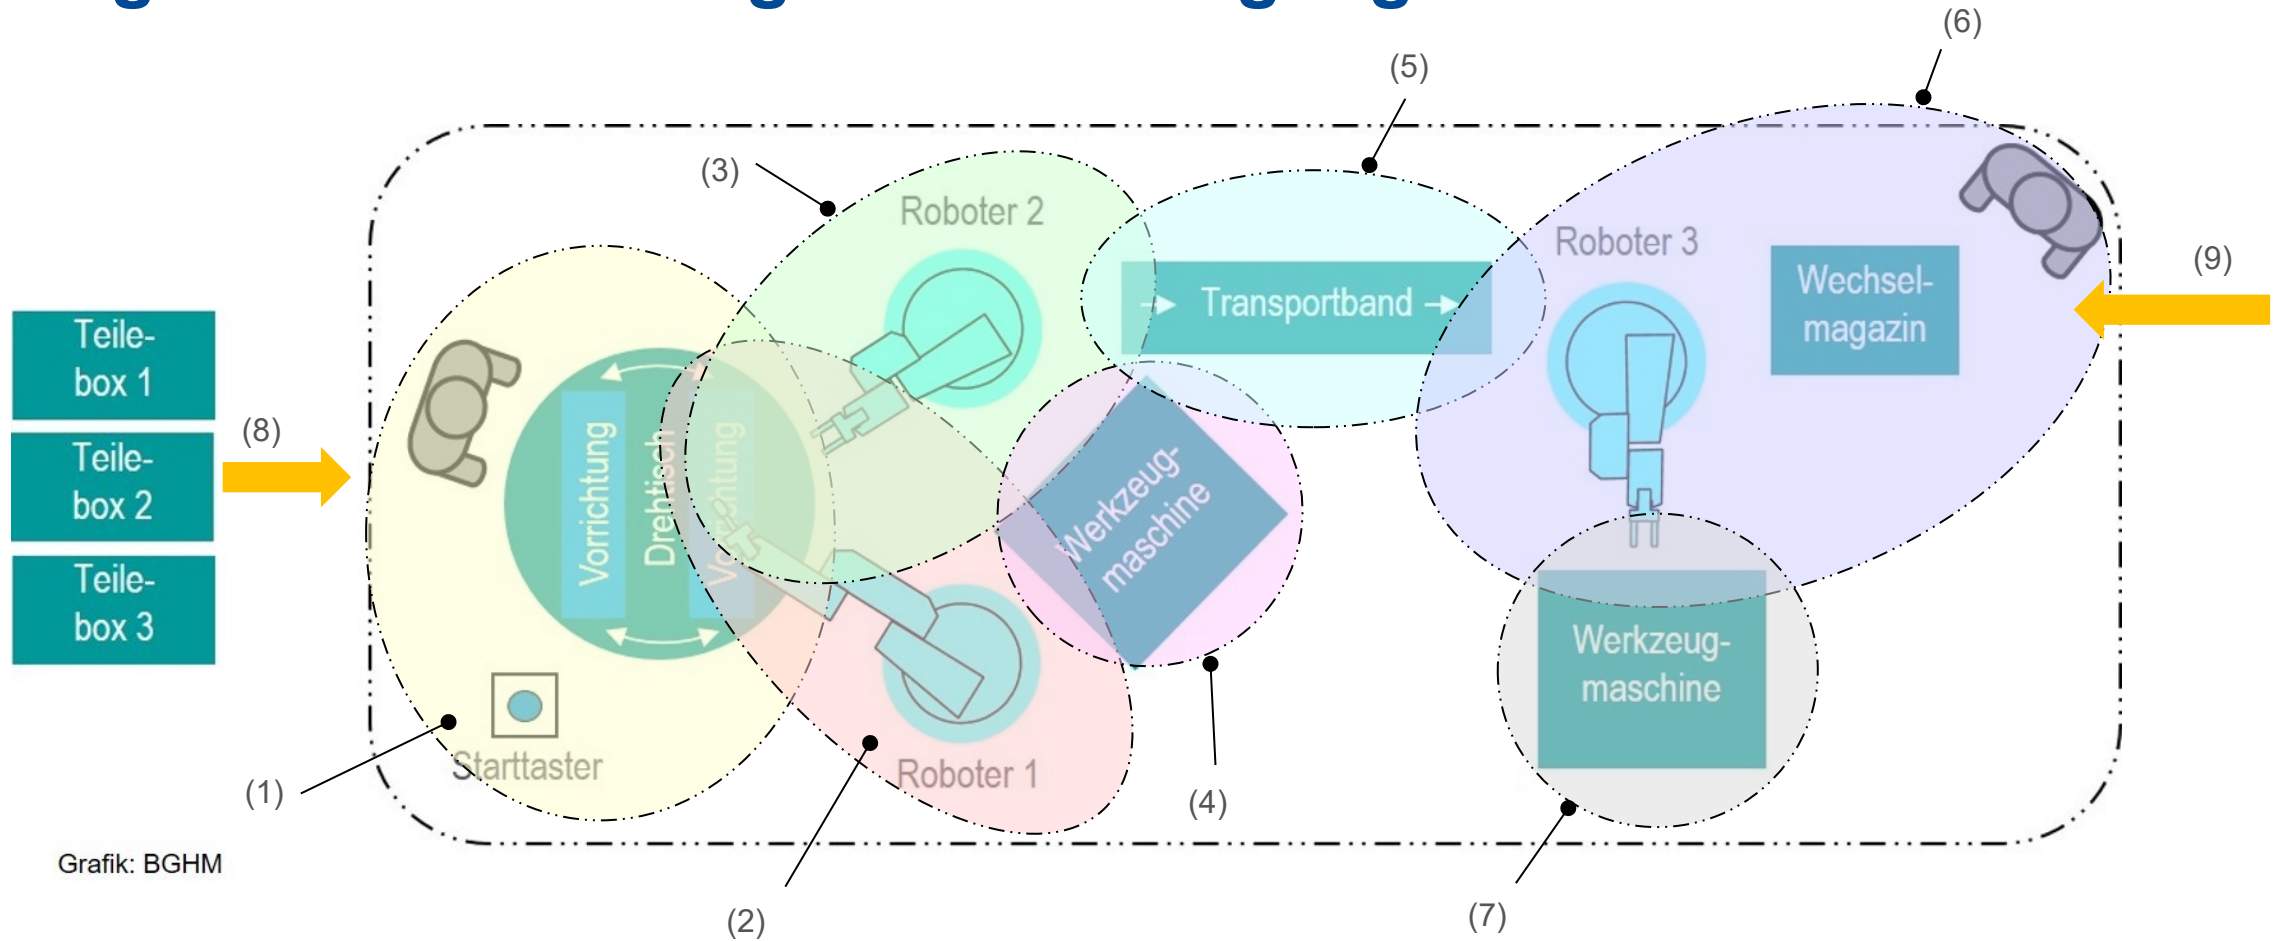 (6)
(5)
(3)
Roboter 2
Roboter 3
(9)
Wechsel-
magazin
Transportband
Teile-
box 1
(8)
Teile-
box 2
Teile-
box 3
Vorrichtung
Drehtisch
Vorrichtung
Werkzeug-
maschine
Werkzeug-
maschine
Starttaster
Roboter 1
(1)
(4)
Grafik: BGHM
(2)
(7)